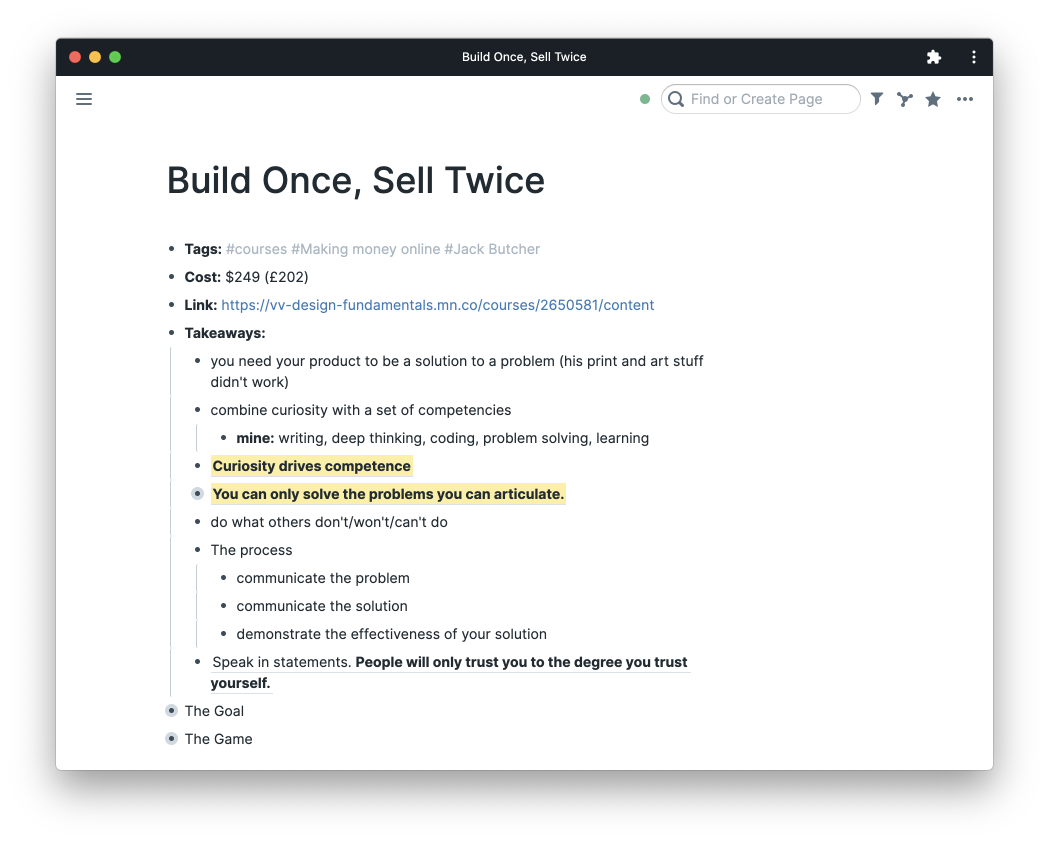 Build Once, Sell Twice
Find or Create Page
Build Once, Sell Twice
Tags: #courses #Making money online #Jack Butcher
Cost: $249 (£202)
Link: https://vv-design-fundamentals.mn.co/courses/2650581/content
Takeaways:
you need your product to be a solution to a problem (his print and art stuff
didn't work)
combine curiosity with a set of competencies
mine: writing, deep thinking, coding, problem solving, learning
Curiosity drives competence
You can only solve the problems you can articulate.
do what others don't/won't/can't do
The process
communicate the problem
communicate the solution
demonstrate the effectiveness of your solution
Speak in statements. People will only trust you to the degree you trust
yourself.
The Goal
The Game